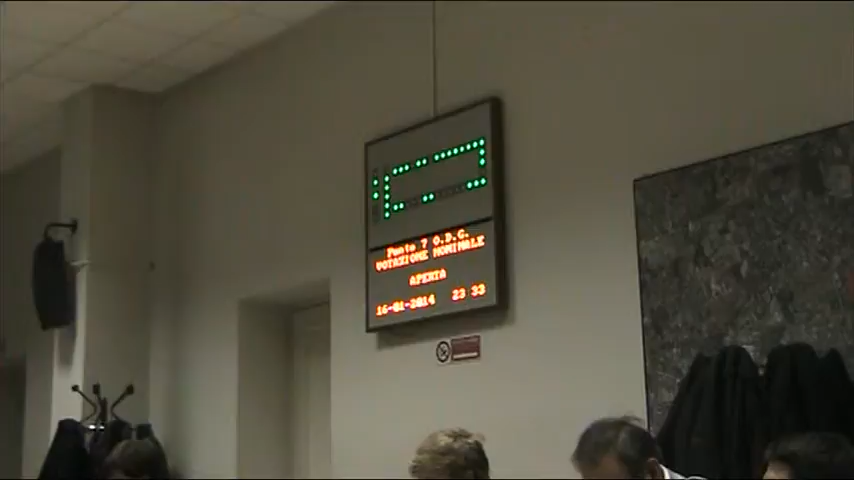 Punto 7 O.D.G.
VOTAZIONE NOMINALE
APERTA
16-01-2014 23 33